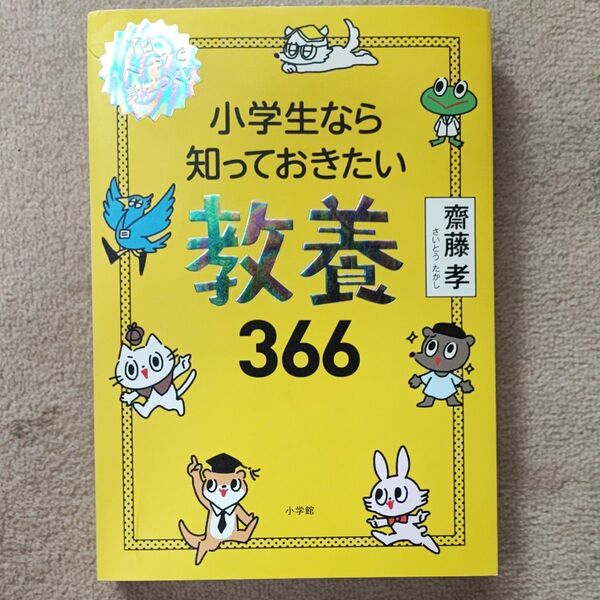 小学生なら
知っておきたい
教養
366
齋藤 孝
さいとう たかし
小学館